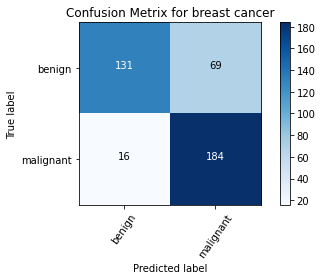 Confusion Metrix for breast cancer
True label
benign
131
69
malignant
16
184
benign
malignant
Predicted label
180
160
140
120
100
80
60
40
20